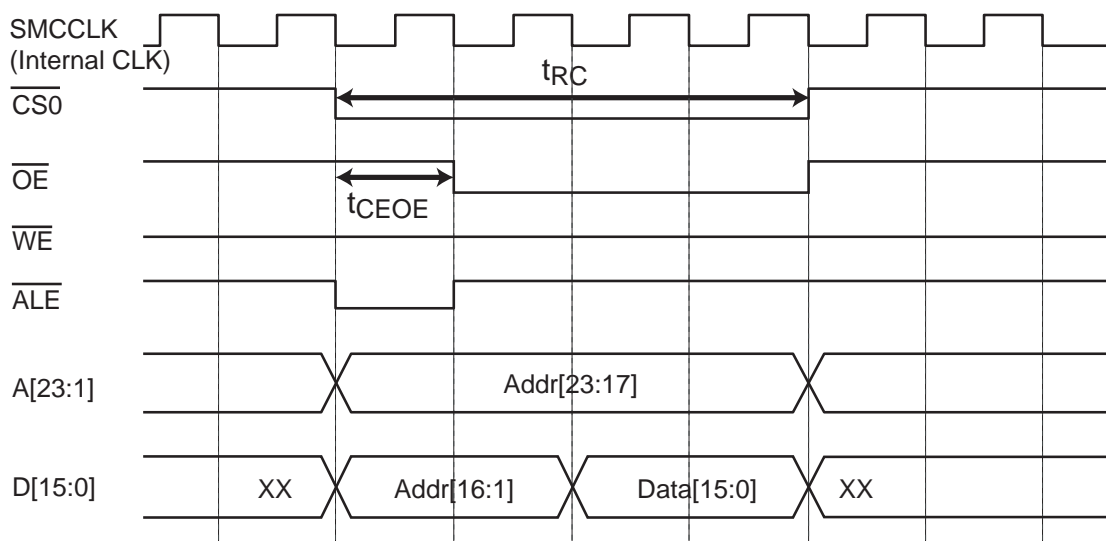 SMCCLK
(Internal CLK)
tRC
CS0
OE
tCEOE
WE
ALE
A[23:1]
Addr[23:17]
D[15:0]
XX
Addr[16:1]
Data[15:0]
XX